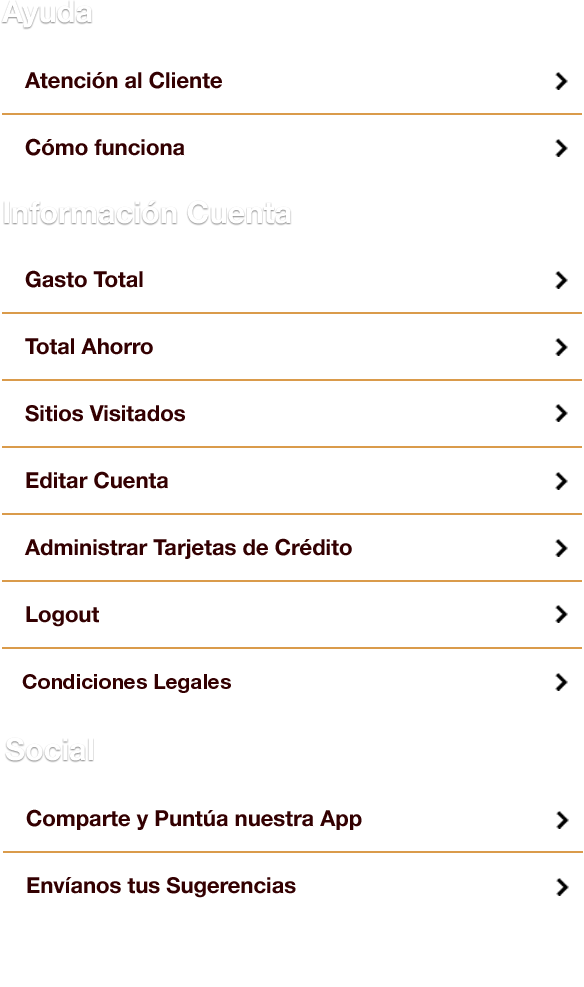 Ayuda
Atención al Cliente
Cómo funciona
Información Cuenta
Gasto Total
Total Ahorro
Sitios Visitados
Editar Cuenta
Administrar Tarjetas de Crédito
Logout
Condiciones Legales
Social
Comparte y Puntúa nuestra App
Envíanos tus Sugerencias